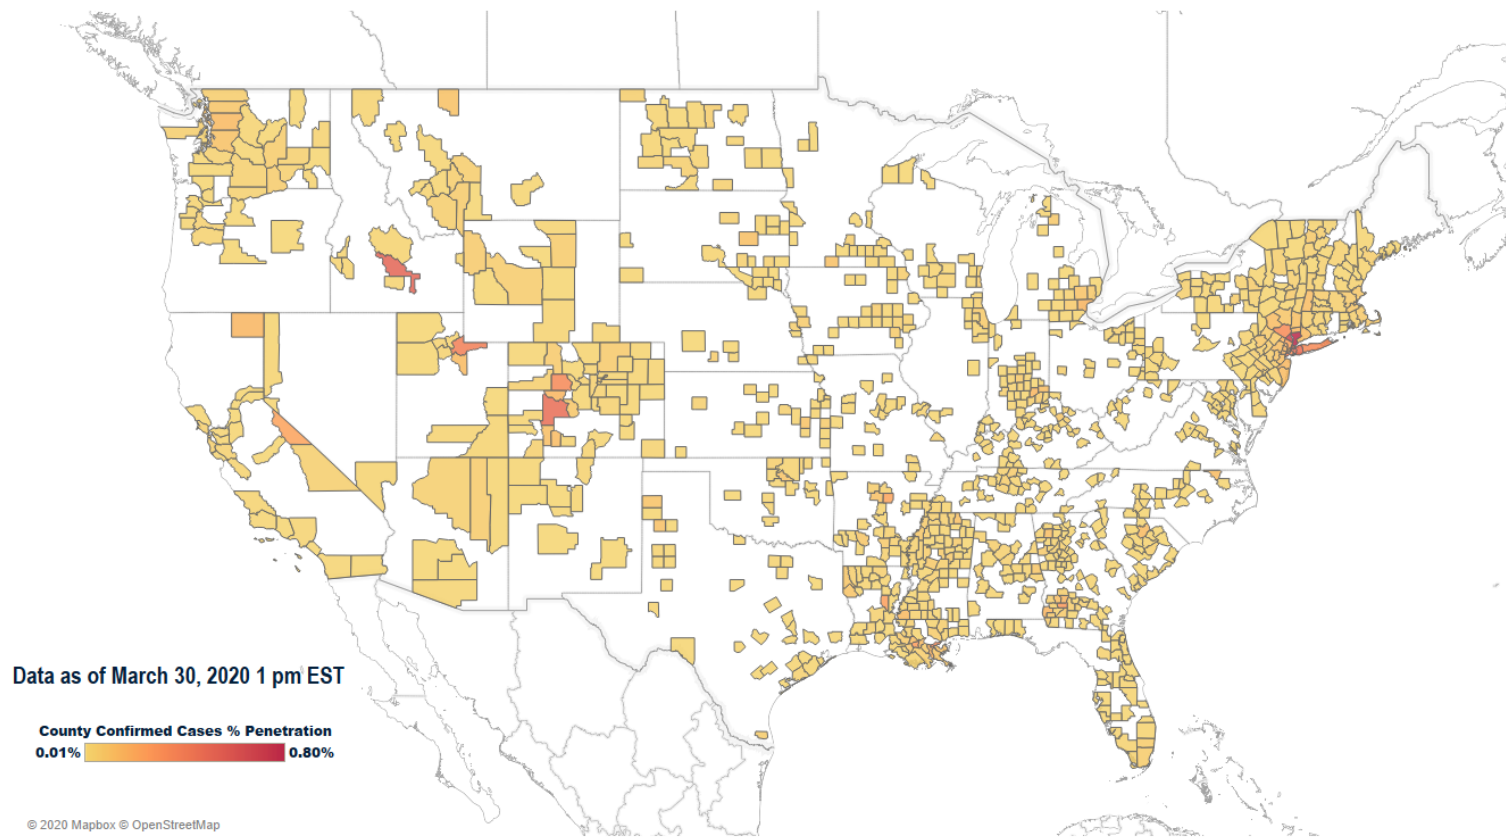 Data as of March 30, 2020 1 pm EST
County Confirmed Cases % Penetration
0.01% 0.80%
© 2020 Mapbox © OpenStreetMap